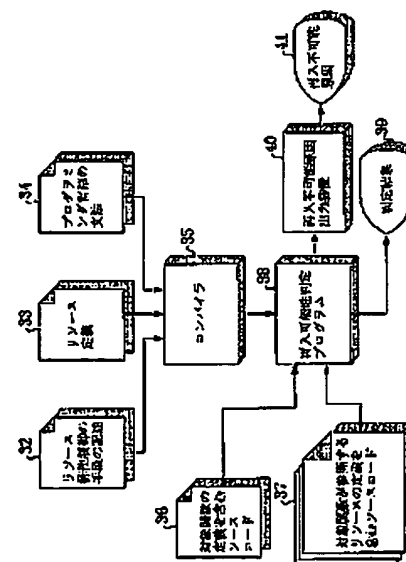 32
リソース
排他制御の
手段の記述
33
リソース
定義
34
プログラミ
ング言語の
文法
35
コンパイラ
36
対象関数の
定義を含む
ソース
コード
37
対象関数が参照する
リソースの定義を
含むソースコード
38
再入可能性判定
プログラム
39
判定結果
40
再入不可能原因
出力手段
41
再入不可能
原因